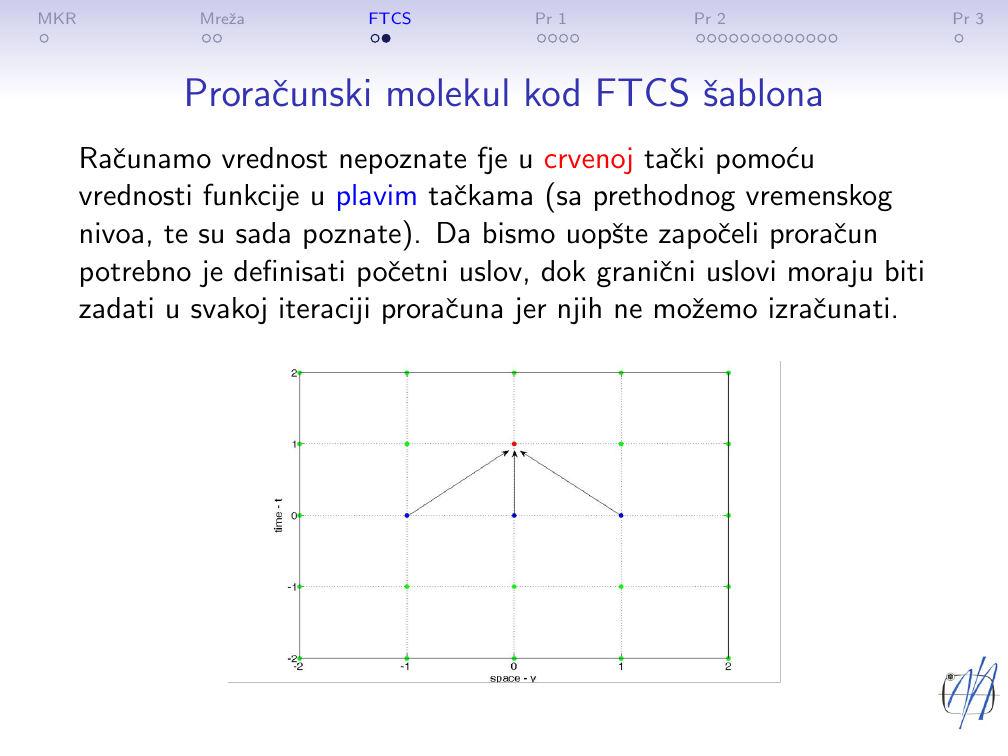 MKR Mreža FTCS Pr 1 Pr 2 Pr 3
Proračunski molekul kod FTCS šablona
Računamo vrednost nepoznate fje u crvenoj tački pomoću
vrednosti funkcije u plavim tačkama (sa prethodnog vremenskog
nivoa, te su sada poznate). Da bismo uopšte započeli proračun
potrebno je definisati početni uslov, dok granični uslovi moraju biti
zadati u svakoj iteraciji proračuna jer njih ne možemo izračunati.
2
1
time - t
0
-1
-2
-2 -1 0 1 2
space - y